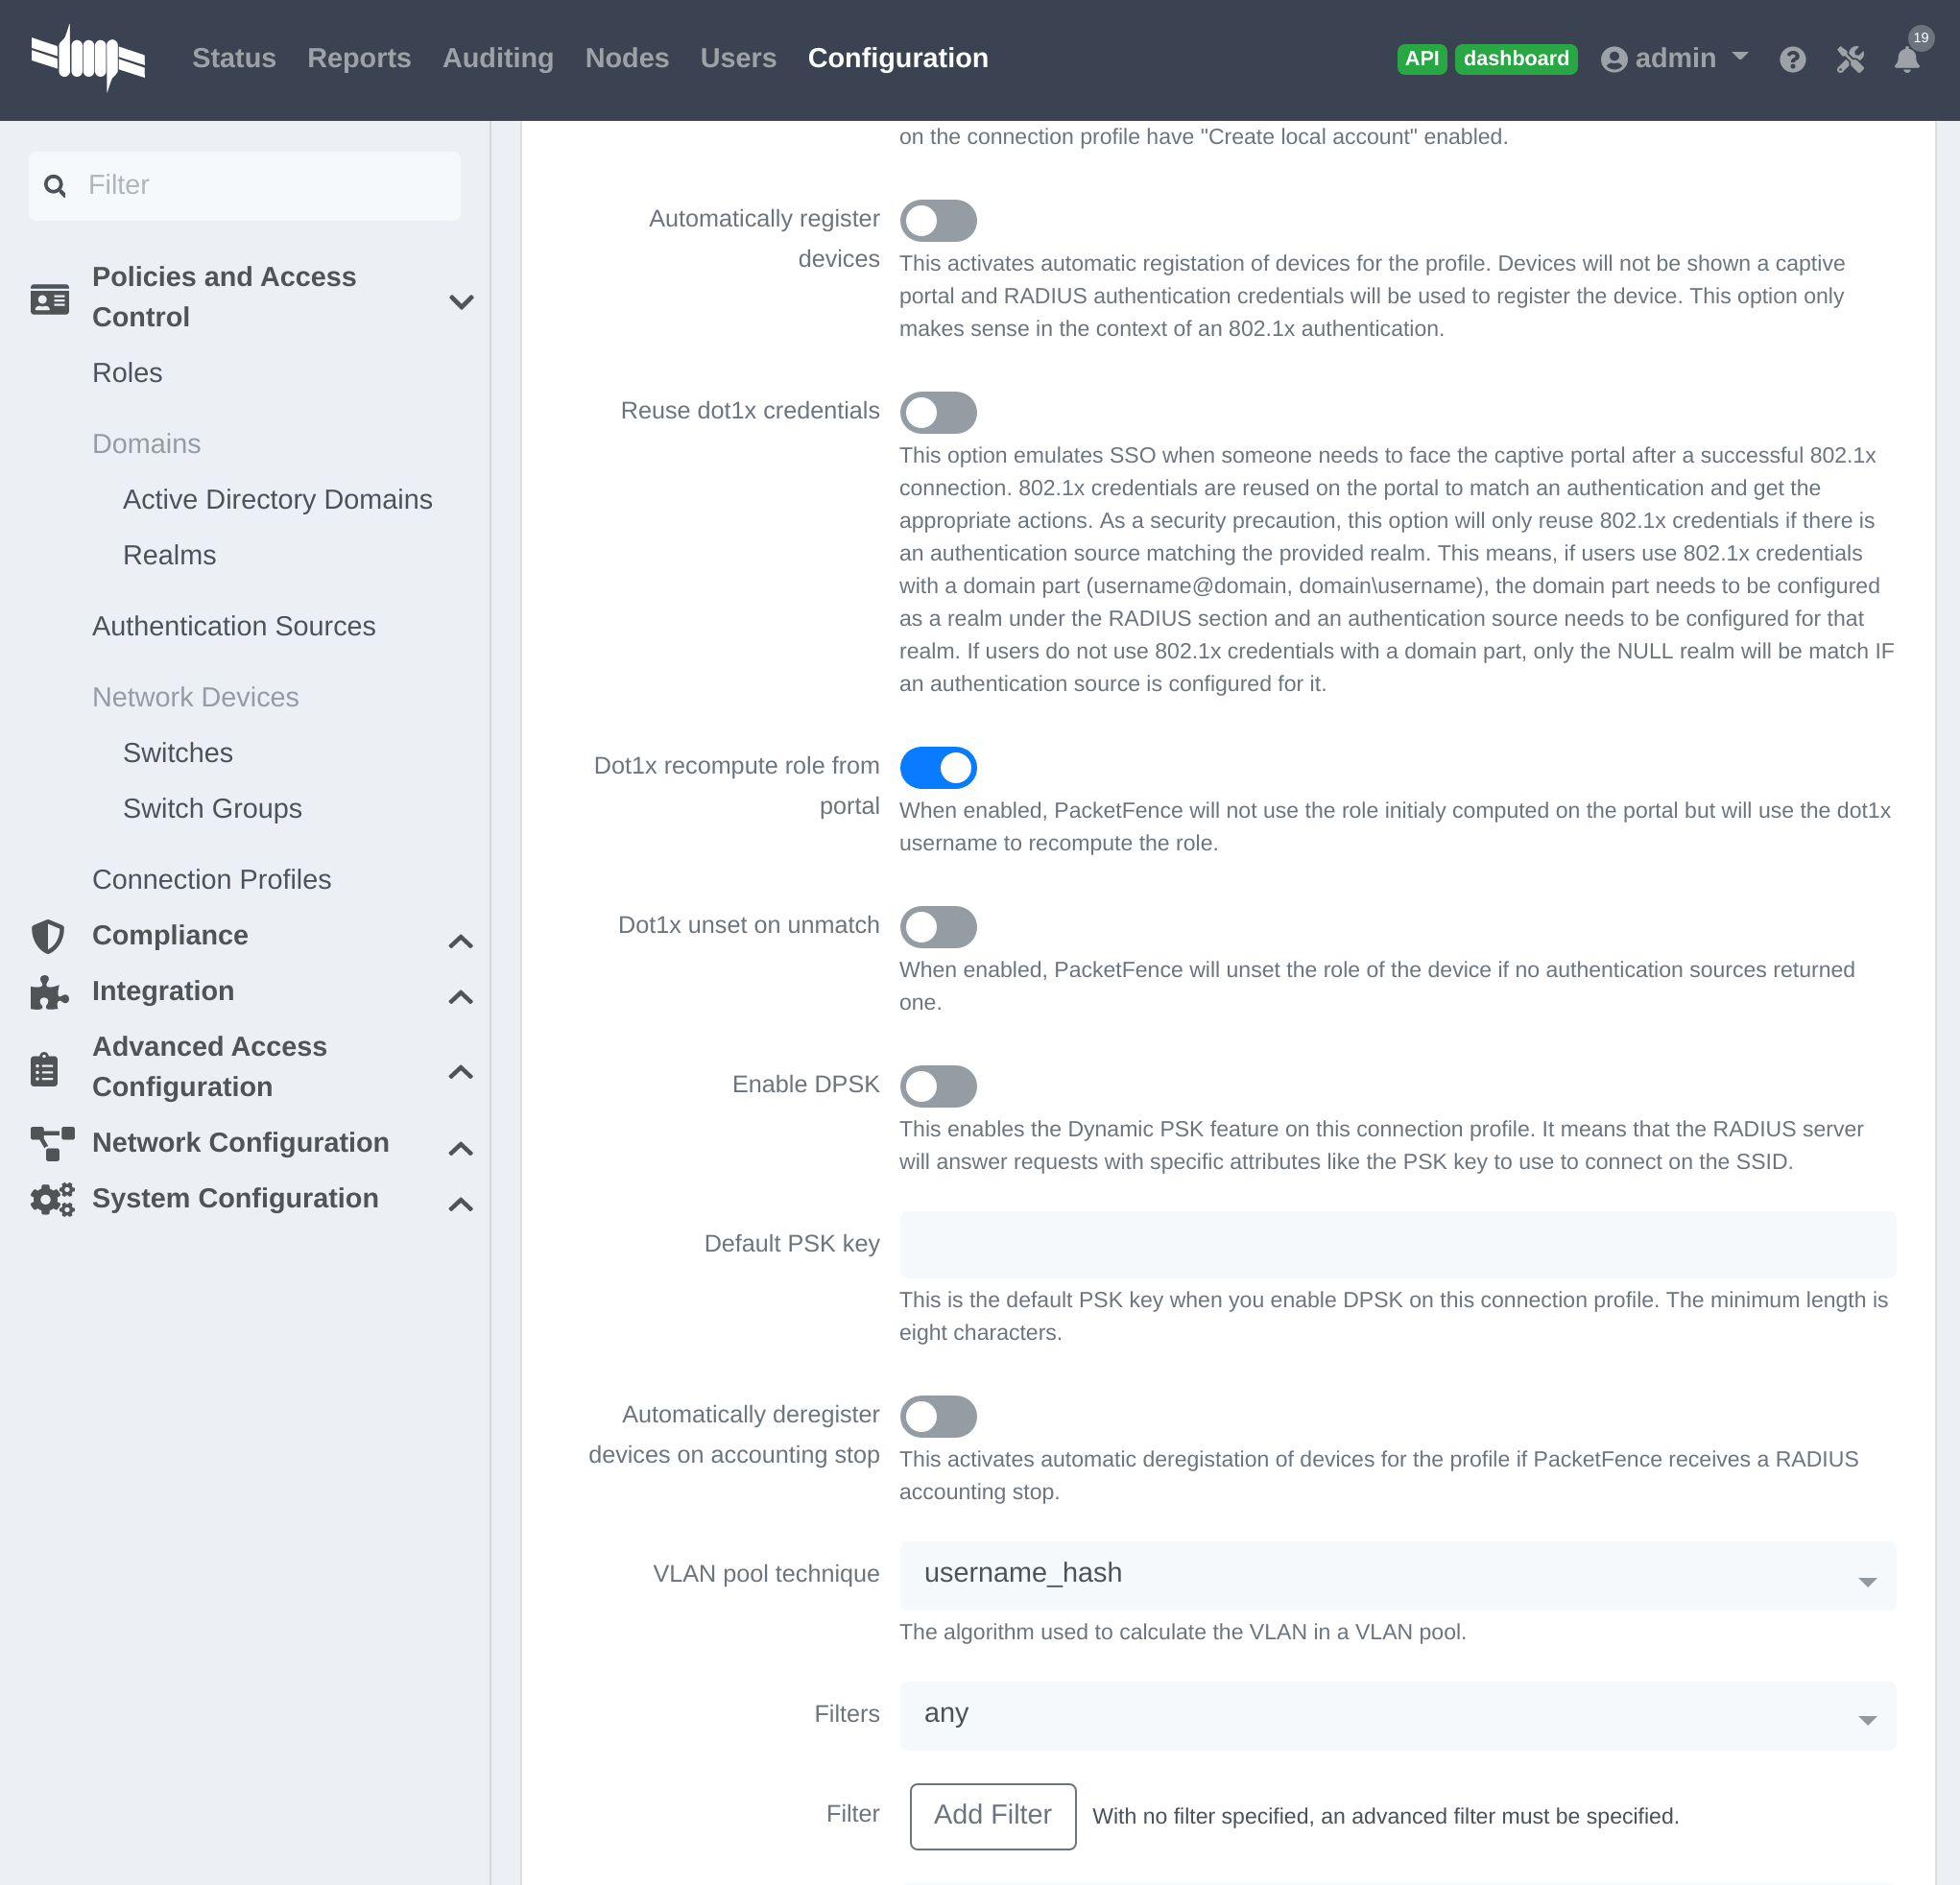 Status Reports Auditing Nodes Users Configuration API dashboard admin 19
Filter
Policies and Access
Control
Roles
Domains
Active Directory Domains
Realms
Authentication Sources
Network Devices
Switches
Switch Groups
Connection Profiles
Compliance
Integration
Advanced Access
Configuration
Network Configuration
System Configuration
on the connection profile have "Create local account" enabled.
Automatically register
devices
This activates automatic registation of devices for the profile. Devices will not be shown a captive
portal and RADIUS authentication credentials will be used to register the device. This option only
makes sense in the context of an 802.1x authentication.
Reuse dot1x credentials
This option emulates SSO when someone needs to face the captive portal after a successful 802.1x
connection. 802.1x credentials are reused on the portal to match an authentication and get the
appropriate actions. As a security precaution, this option will only reuse 802.1x credentials if there is
an authentication source matching the provided realm. This means, if users use 802.1x credentials
with a domain part (username@domain, domain\username), the domain part needs to be configured
as a realm under the RADIUS section and an authentication source needs to be configured for that
realm. If users do not use 802.1x credentials with a domain part, only the NULL realm will be match IF
an authentication source is configured for it.
Dot1x recompute role from
portal
When enabled, PacketFence will not use the role initialy computed on the portal but will use the dot1x
username to recompute the role.
Dot1x unset on unmatch
When enabled, PacketFence will unset the role of the device if no authentication sources returned
one.
Enable DPSK
This enables the Dynamic PSK feature on this connection profile. It means that the RADIUS server
will answer requests with specific attributes like the PSK key to use to connect on the SSID.
Default PSK key
This is the default PSK key when you enable DPSK on this connection profile. The minimum length is
eight characters.
Automatically deregister
devices on accounting stop
This activates automatic deregistation of devices for the profile if PacketFence receives a RADIUS
accounting stop.
VLAN pool technique
username_hash
The algorithm used to calculate the VLAN in a VLAN pool.
Filters
any
Filter
Add Filter
With no filter specified, an advanced filter must be specified.